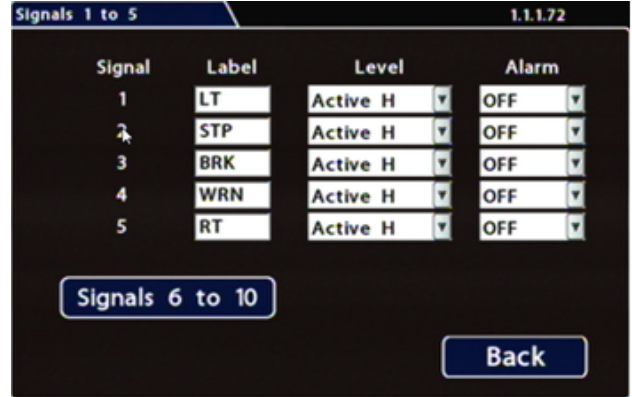 Signals 1 to 5 1.1.1.72
Signal Label Level Alarm
1 LT Active H OFF
2 STP Active H OFF
3 BRK Active H OFF
4 WRN Active H OFF
5 RT Active H OFF
Signals 6 to 10
Back